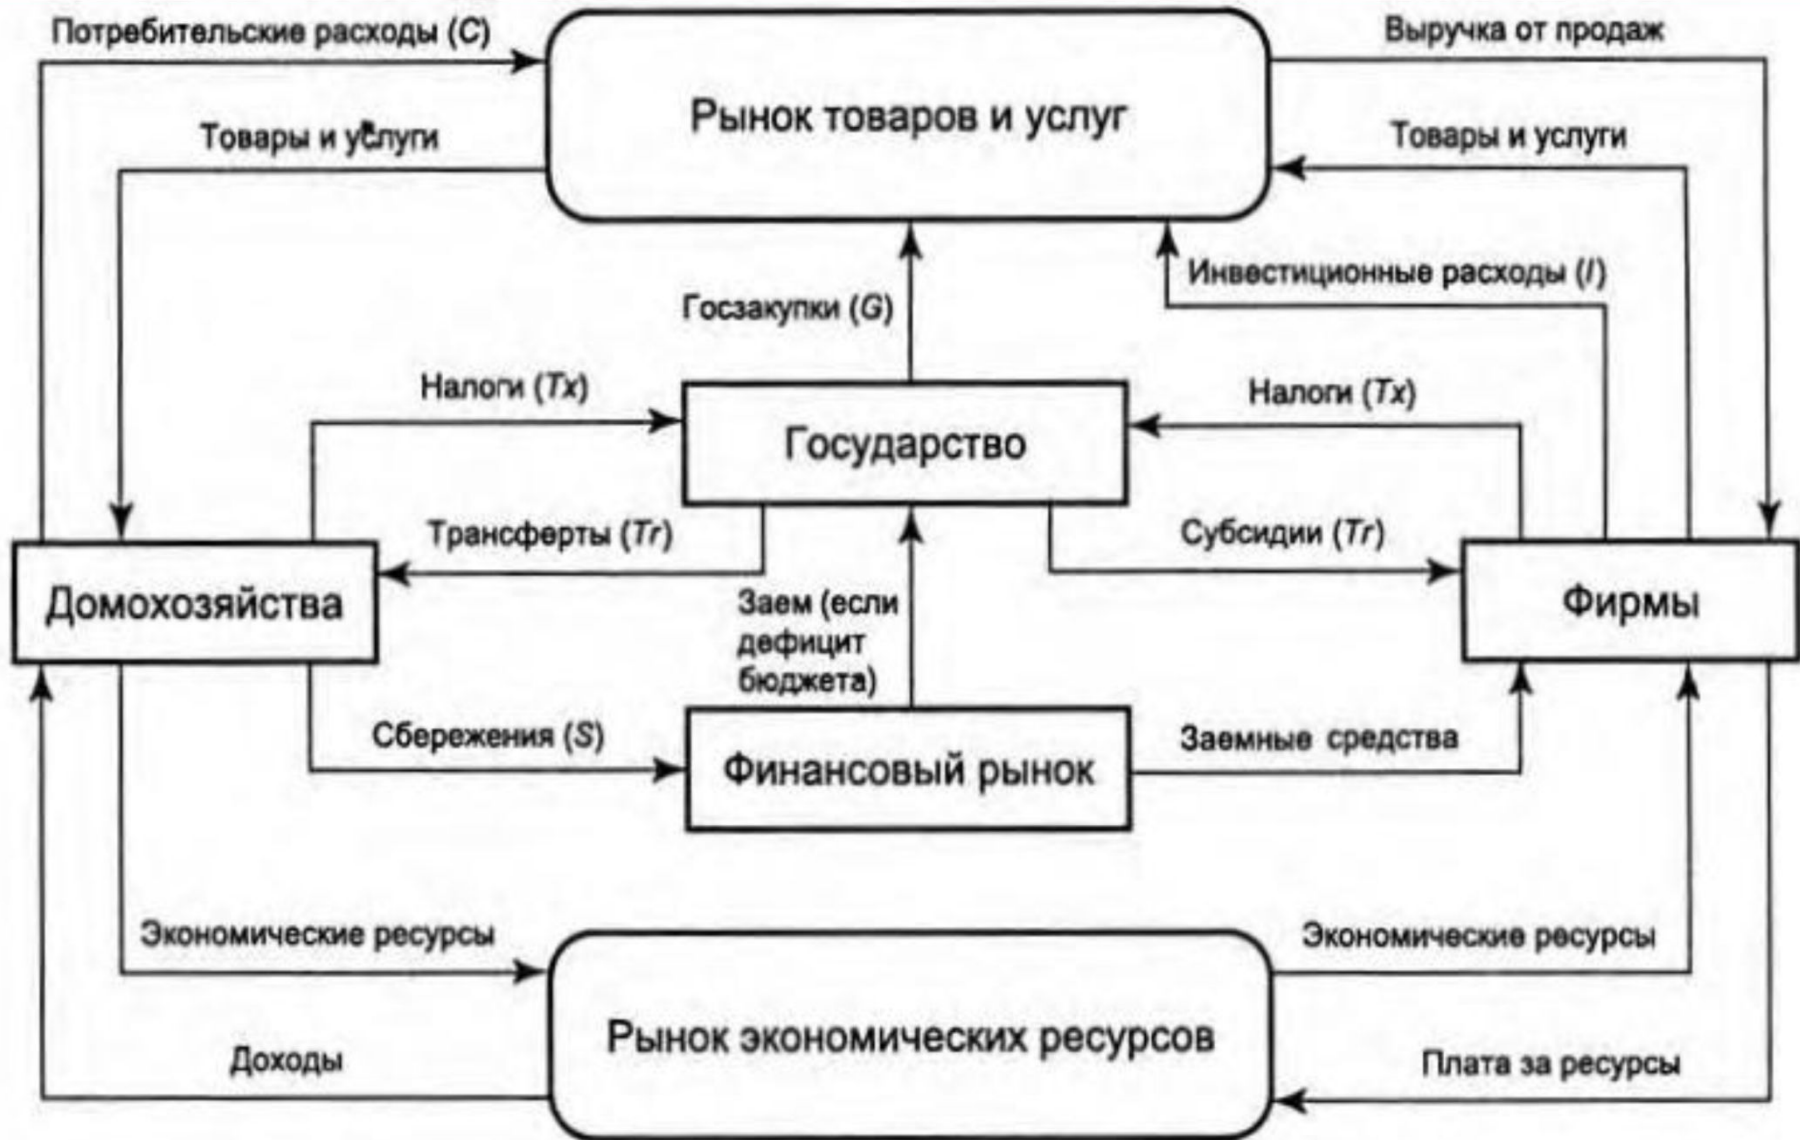 Потребительские расходы (C)
Выручка от продаж
Рынок товаров и услуг
Товары и услуги
Товары и услуги
Инвестиционные расходы (I)
Госзакупки (G)
Налоги (Tx)
Налоги (Tx)
Государство
Трансферты (Tr)
Субсидии (Tr)
Домохозяйства
Заем (если
дефицит
бюджета)
Фирмы
Сбережения (S)
Заемные средства
Финансовый рынок
Экономические ресурсы
Экономические ресурсы
Рынок экономических ресурсов
Доходы
Плата за ресурсы